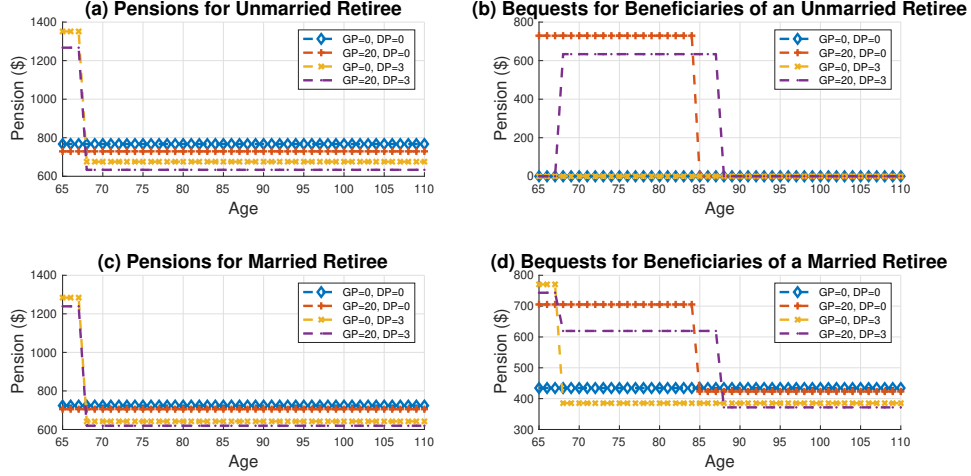 (a) Pensions for Unmarried Retiree
Pension ($)
1400
1200
1000
800
600
GP=0, DP=0
GP=20, DP=0
GP=0, DP=3
GP=20, DP=3
65 70 75 80 85 90 95 100 105 110
Age
(b) Bequests for Beneficiaries of an Unmarried Retiree
Pension ($)
800
600
400
200
0
GP=0, DP=0
GP=20, DP=0
GP=0, DP=3
GP=20, DP=3
65 70 75 80 85 90 95 100 105 110
Age
(c) Pensions for Married Retiree
Pension ($)
1400
1200
1000
800
600
GP=0, DP=0
GP=20, DP=0
GP=0, DP=3
GP=20, DP=3
65 70 75 80 85 90 95 100 105 110
Age
(d) Bequests for Beneficiaries of a Married Retiree
Pension ($)
800
700
600
500
400
300
GP=0, DP=0
GP=20, DP=0
GP=0, DP=3
GP=20, DP=3
65 70 75 80 85 90 95 100 105 110
Age